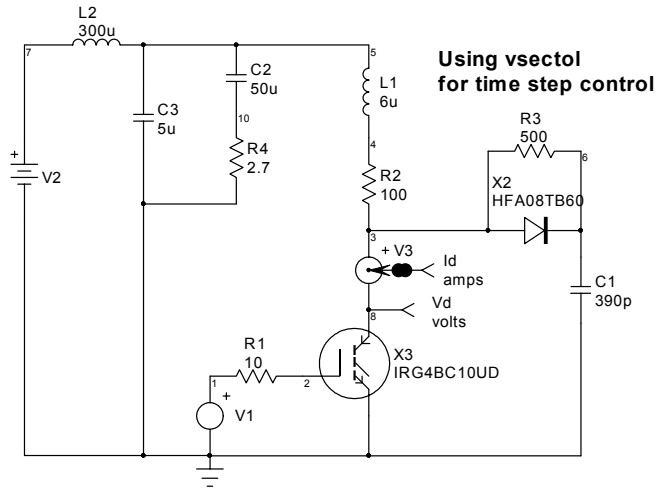 L2
300u
7
5
Using vsectol
for time step control
C2
50u
L1
6u
C3
5u
10
R4
2.7
4
R3
500
6
+
V2
R2
100
X2
HFA08TB60
3
+ V3
Id
amps
C1
390p
Vd
volts
8
R1
10
X3
IRG4BC10UD
1
2
+
V1